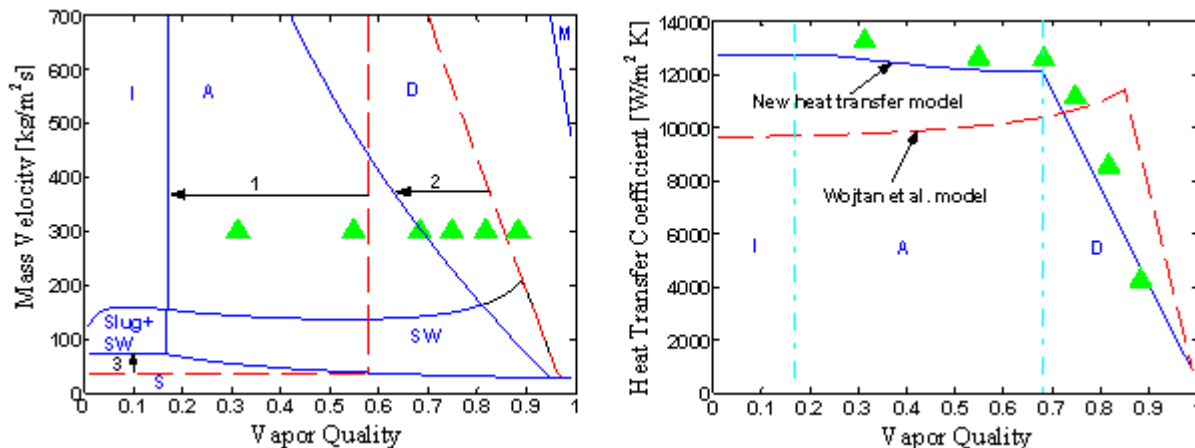 700
600
500
400
300
200
100
0
Mass Velocity [kg/m²s]
I
A
D
M
1
2
3
Slug+
SW
SW
S
0 0.1 0.2 0.3 0.4 0.5 0.6 0.7 0.8 0.9 1
Vapor Quality
14000
12000
10000
8000
6000
4000
2000
0
Heat Transfer Coefficient [W/m² K]
New heat transfer model
Wojtan et al. model
I
A
D
0 0.1 0.2 0.3 0.4 0.5 0.6 0.7 0.8 0.9 1
Vapor Quality